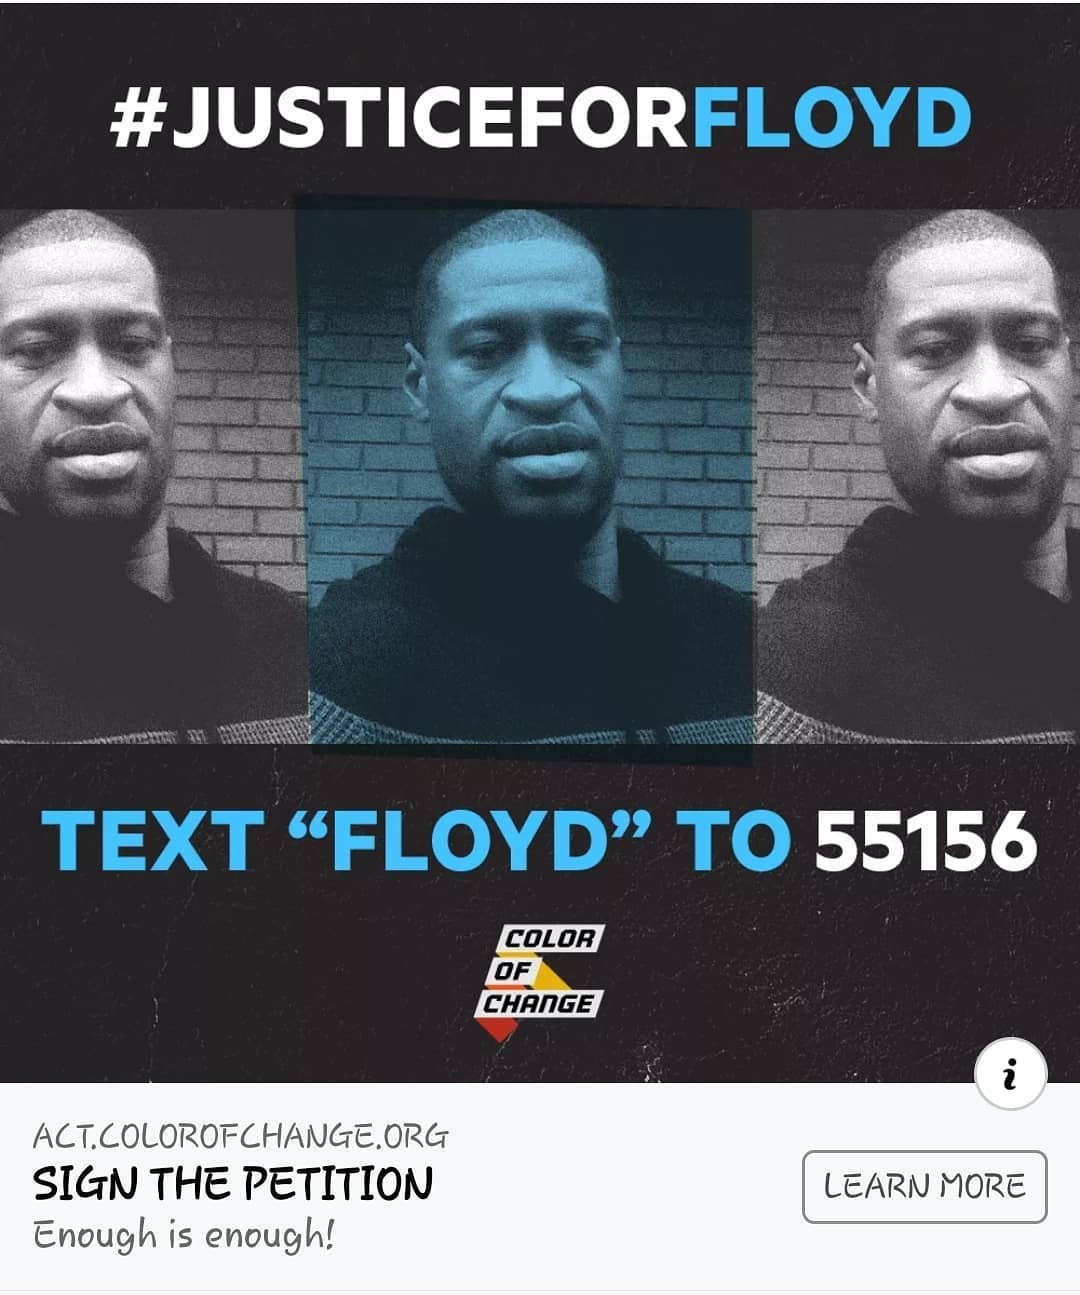 #JUSTICEFORFLOYD
TEXT “FLOYD” TO 55156
COLOR
OF
CHANGE
i
ACT.COLOROFCHANGE.ORG
SIGN THE PETITION
LEARN MORE
Enough is enough!